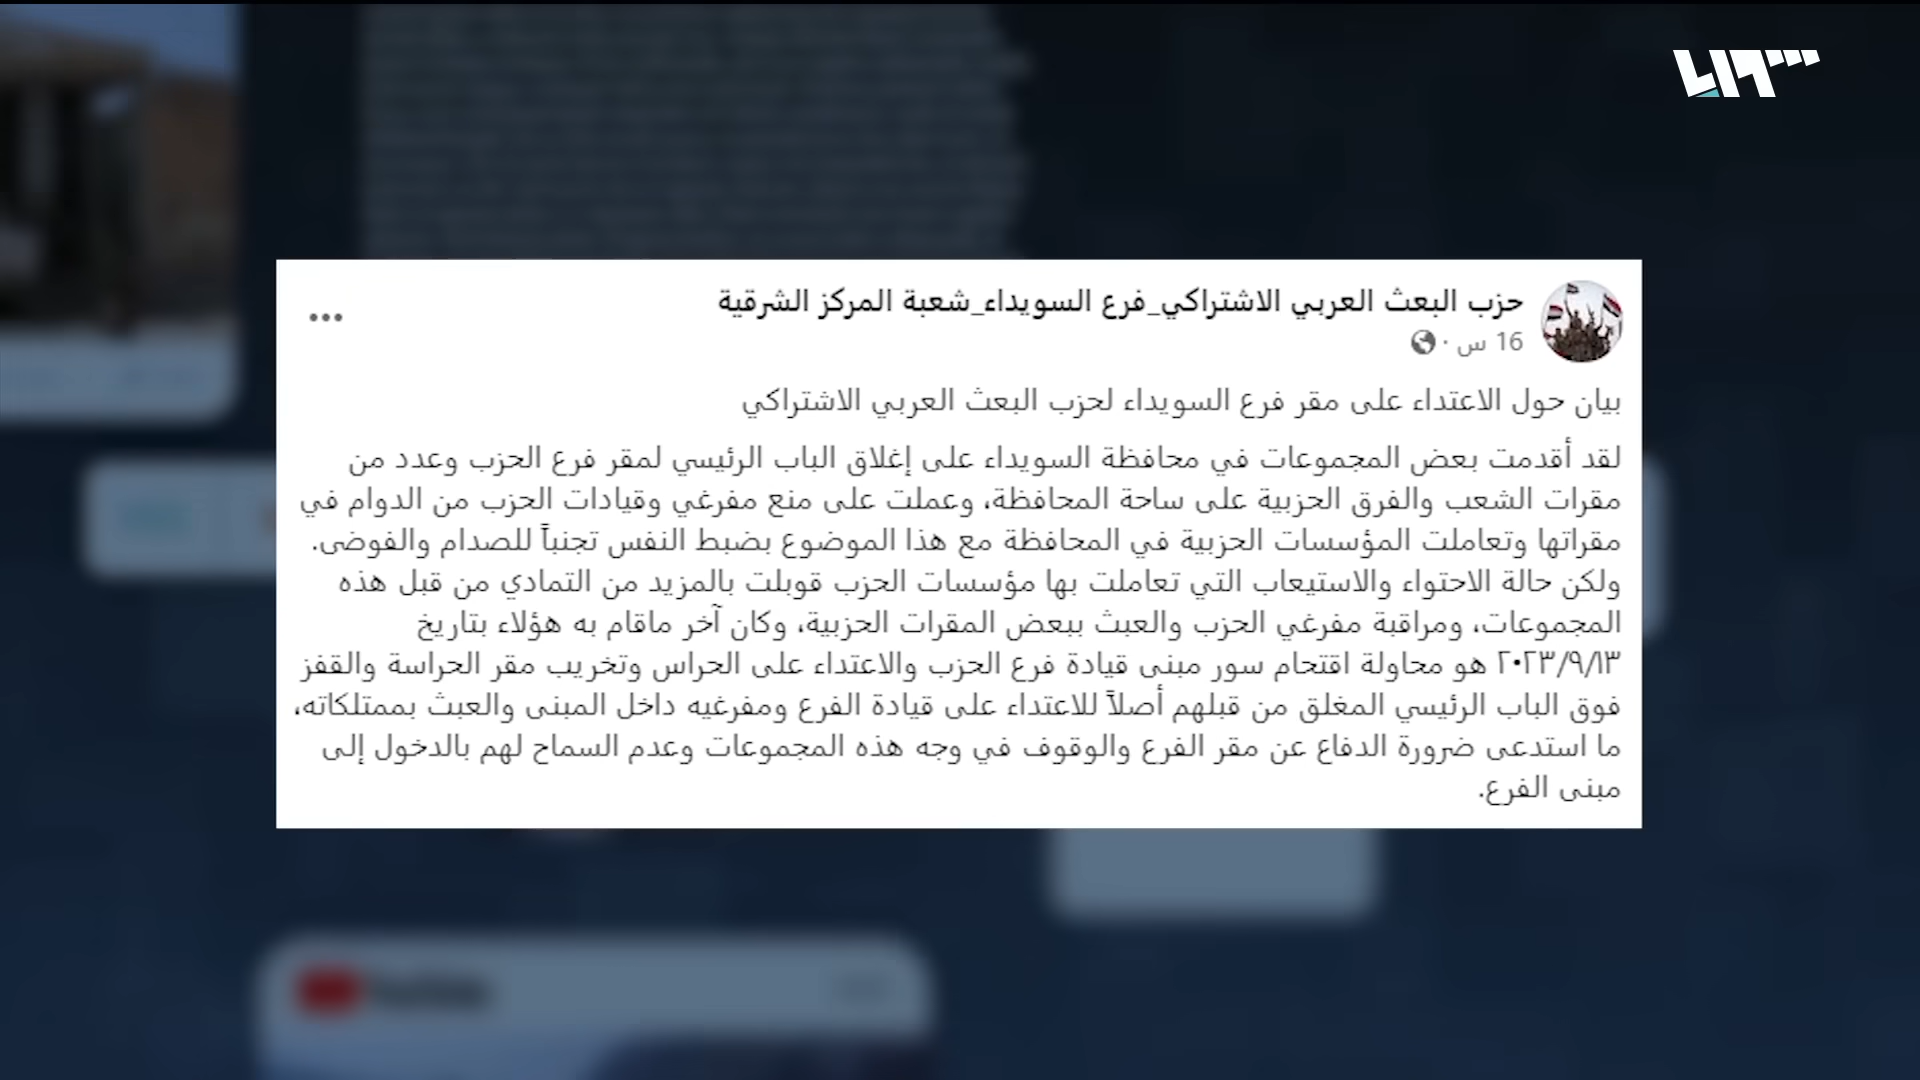 حزب البعث العربي الاشتراكي_فرع السويداء_شعبة المركز الشرقية
16 س ·
بيان حول الاعتداء على مقر فرع السويداء لحزب البعث العربي الاشتراكي
لقد أقدمت بعض المجموعات في محافظة السويداء على إغلاق الباب الرئيسي لمقر فرع الحزب وعدد من
مقرات الشعب والفرق الحزبية على ساحة المحافظة، وعملت على منع مفرغي وقيادات الحزب من الدوام في
مقراتها وتعاملت المؤسسات الحزبية في المحافظة مع هذا الموضوع بضبط النفس تجنباً للصدام والفوضى.
ولكن حالة الاحتواء والاستيعاب التي تعاملت بها مؤسسات الحزب قوبلت بالمزيد من التمادي من قبل هذه
المجموعات، ومراقبة مفرغي الحزب والعبث ببعض المقرات الحزبية، وكان آخر ماقام به هؤلاء بتاريخ
٢٠٢٣/٩/١٣ هو محاولة اقتحام سور مبنى قيادة فرع الحزب والاعتداء على الحراس وتخريب مقر الحراسة والقفز
فوق الباب الرئيسي المغلق من قبلهم أصلاً للاعتداء على قيادة الفرع ومفرغيه داخل المبنى والعبث بممتلكاته،
ما استدعى ضرورة الدفاع عن مقر الفرع والوقوف في وجه هذه المجموعات وعدم السماح لهم بالدخول إلى
مبنى الفرع.